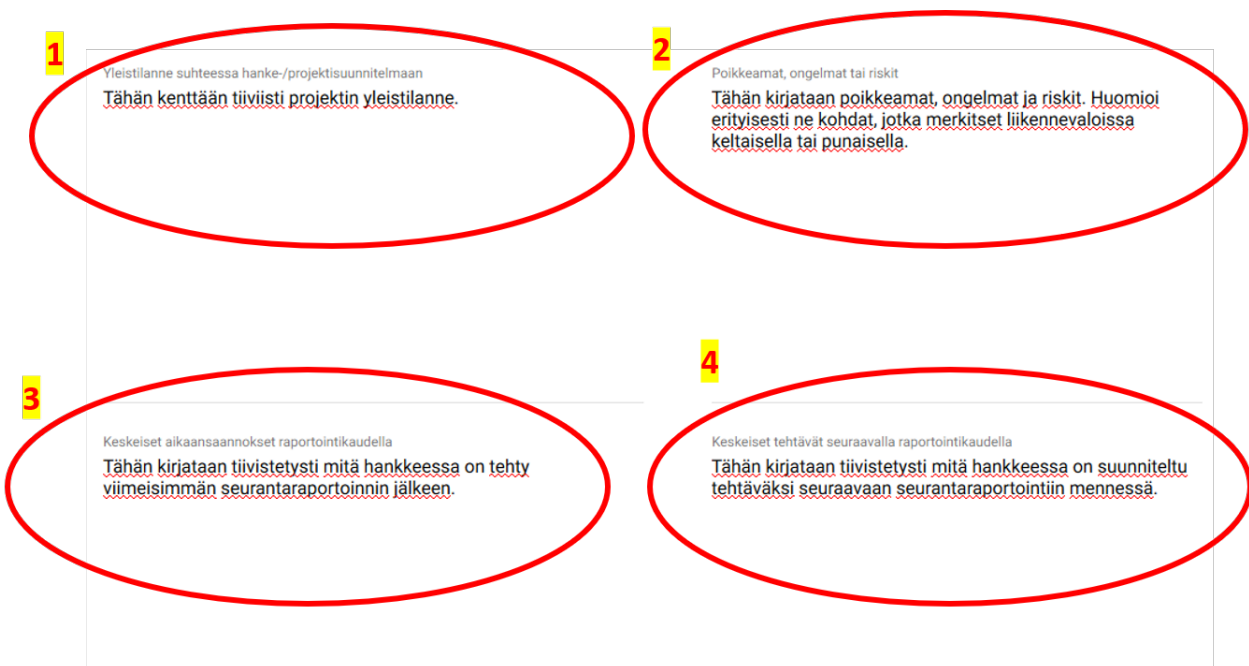 1
Yleistilanne suhteessa hanke-/projektisuunnitelmaan
Tähän kenttään tiiviisti projektin yleistilanne.
2
Poikkeamat, ongelmat tai riskit
Tähän kirjataan poikkeamat, ongelmat ja riskit. Huomioi
erityisesti ne kohdat, jotka merkitset liikennevaloissa
keltaisella tai punaisella.
3
Keskeiset aikaansaannokset raportointikaudella
Tähän kirjataan tiivistetysti mitä hankkeessa on tehty
viimeisimmän seurantaraportoinnin jälkeen.
4
Keskeiset tehtävät seuraavalla raportointikaudella
Tähän kirjataan tiivistetysti mitä hankkeessa on suunniteltu
tehtäväksi seuraavaan seurantaraportointiin mennessä.